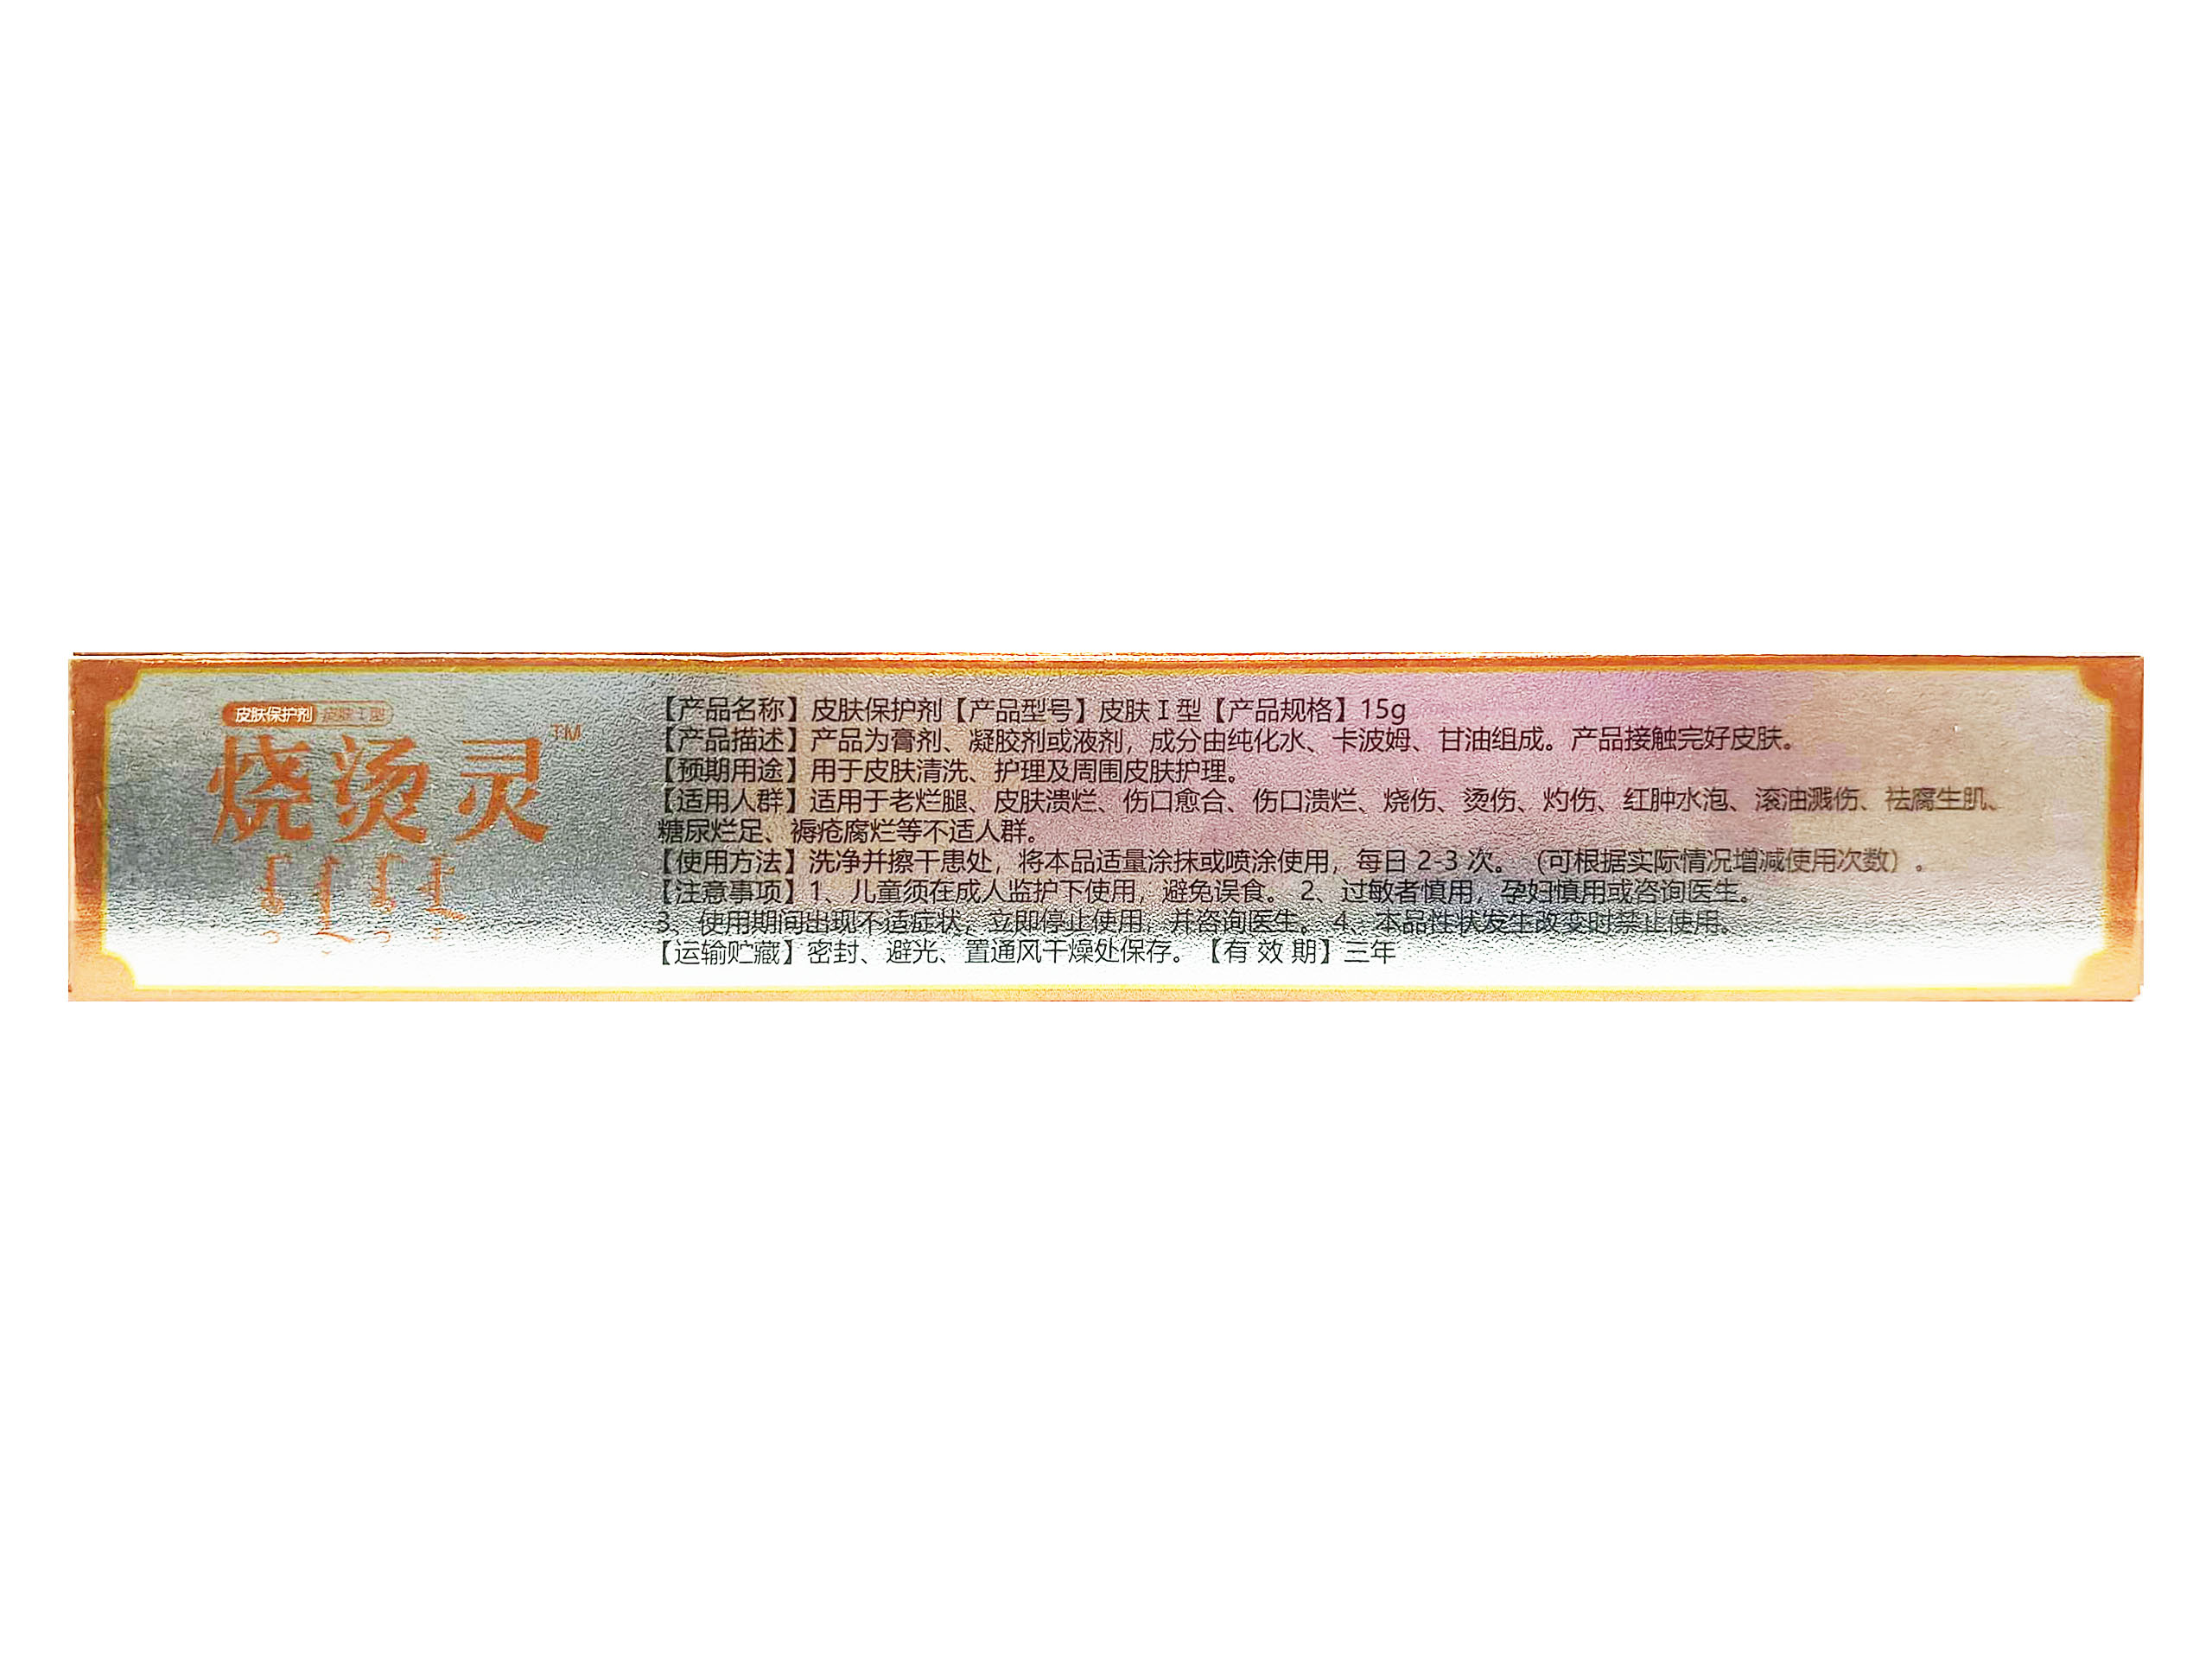 皮肤保护剂 皮肤Ⅰ型
烧烫灵™
【产品名称】皮肤保护剂【产品型号】皮肤Ⅰ型【产品规格】15g
【产品描述】产品为膏剂、凝胶剂或液剂，成分由纯化水、卡波姆、甘油组成。产品接触完好皮肤。
【预期用途】用于皮肤清洗、护理及周围皮肤护理。
【适用人群】适用于老烂腿、皮肤溃烂、伤口愈合、伤口溃烂、烧伤、烫伤、灼伤、红肿水泡、滚油溅伤、祛腐生肌、
糖尿烂足、褥疮腐烂等不适人群。
【使用方法】洗净并擦干患处，将本品适量涂抹或喷涂使用，每日 2-3 次。（可根据实际情况增减使用次数）。
【注意事项】1、儿童须在成人监护下使用，避免误食。2、过敏者慎用，孕妇慎用或咨询医生。
3、使用期间出现不适症状，立即停止使用，并咨询医生。4、本品性状发生改变时禁止使用。
【运输贮藏】密封、避光、置通风干燥处保存。【有 效 期】三年